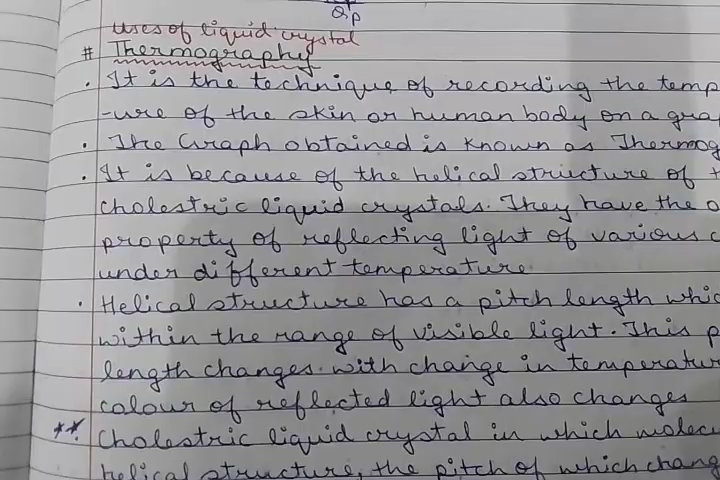 Qp
uses of liquid crystal
# Thermography
. It is the technique of recording the temp
-ure of the skin or human body on a gra
. The Graph obtained is known as Thermog
. It is because of the helical structure of t
cholestric liquid crystals. They have the o
property of reflecting light of various c
under different temperature
. Helical structure has a pitch length whic
within the range of visible light. This p
length changes with change in temperatur
colour of reflected light also changes
**. Cholestric liquid crystal in which molecu
helical structure, the pitch of which chang